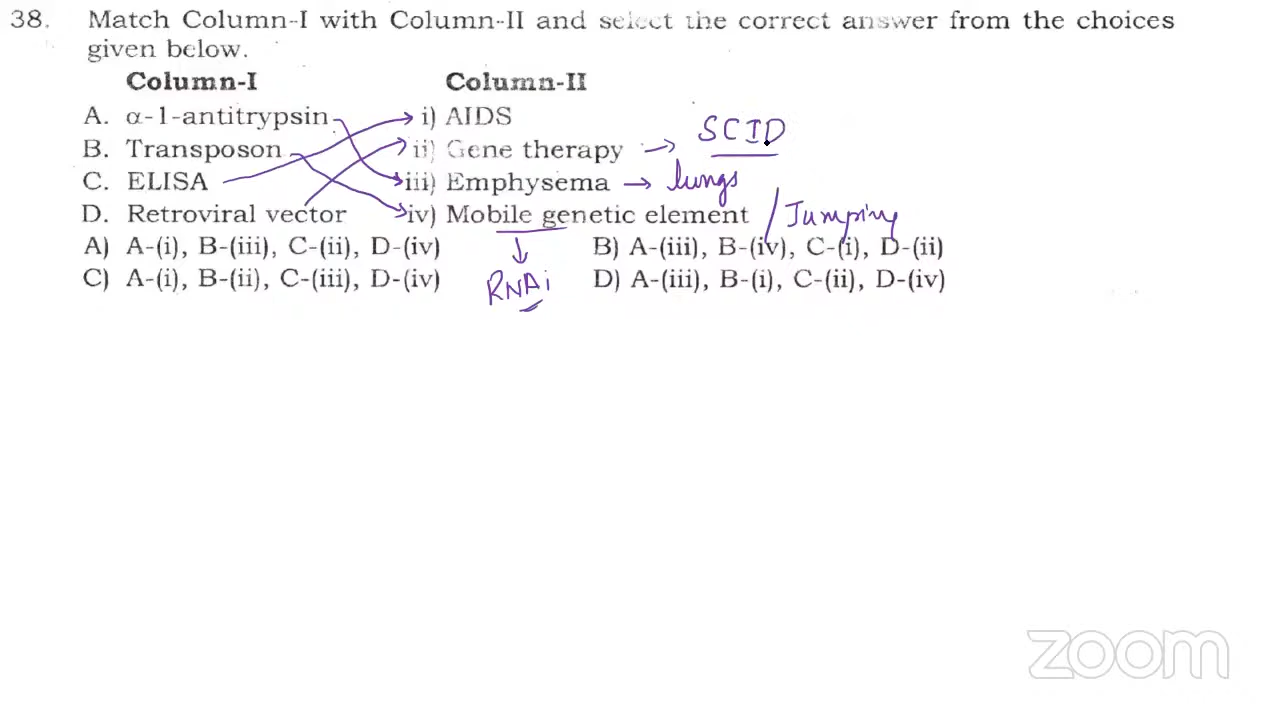 38. Match Column-I with Column-II and select the correct answer from the choices
given below.
Column-I Column-II
A. α-1-antitrypsin i) AIDS
B. Transposon ii) Gene therapy → SCID
C. ELISA iii) Emphysema → lungs
D. Retroviral vector iv) Mobile genetic element / Jumping
A) A-(i), B-(iii), C-(ii), D-(iv) B) A-(iii), B-(iv), C-(i), D-(ii)
C) A-(i), B-(ii), C-(iii), D-(iv) D) A-(iii), B-(i), C-(ii), D-(iv)
RNAi
zoom